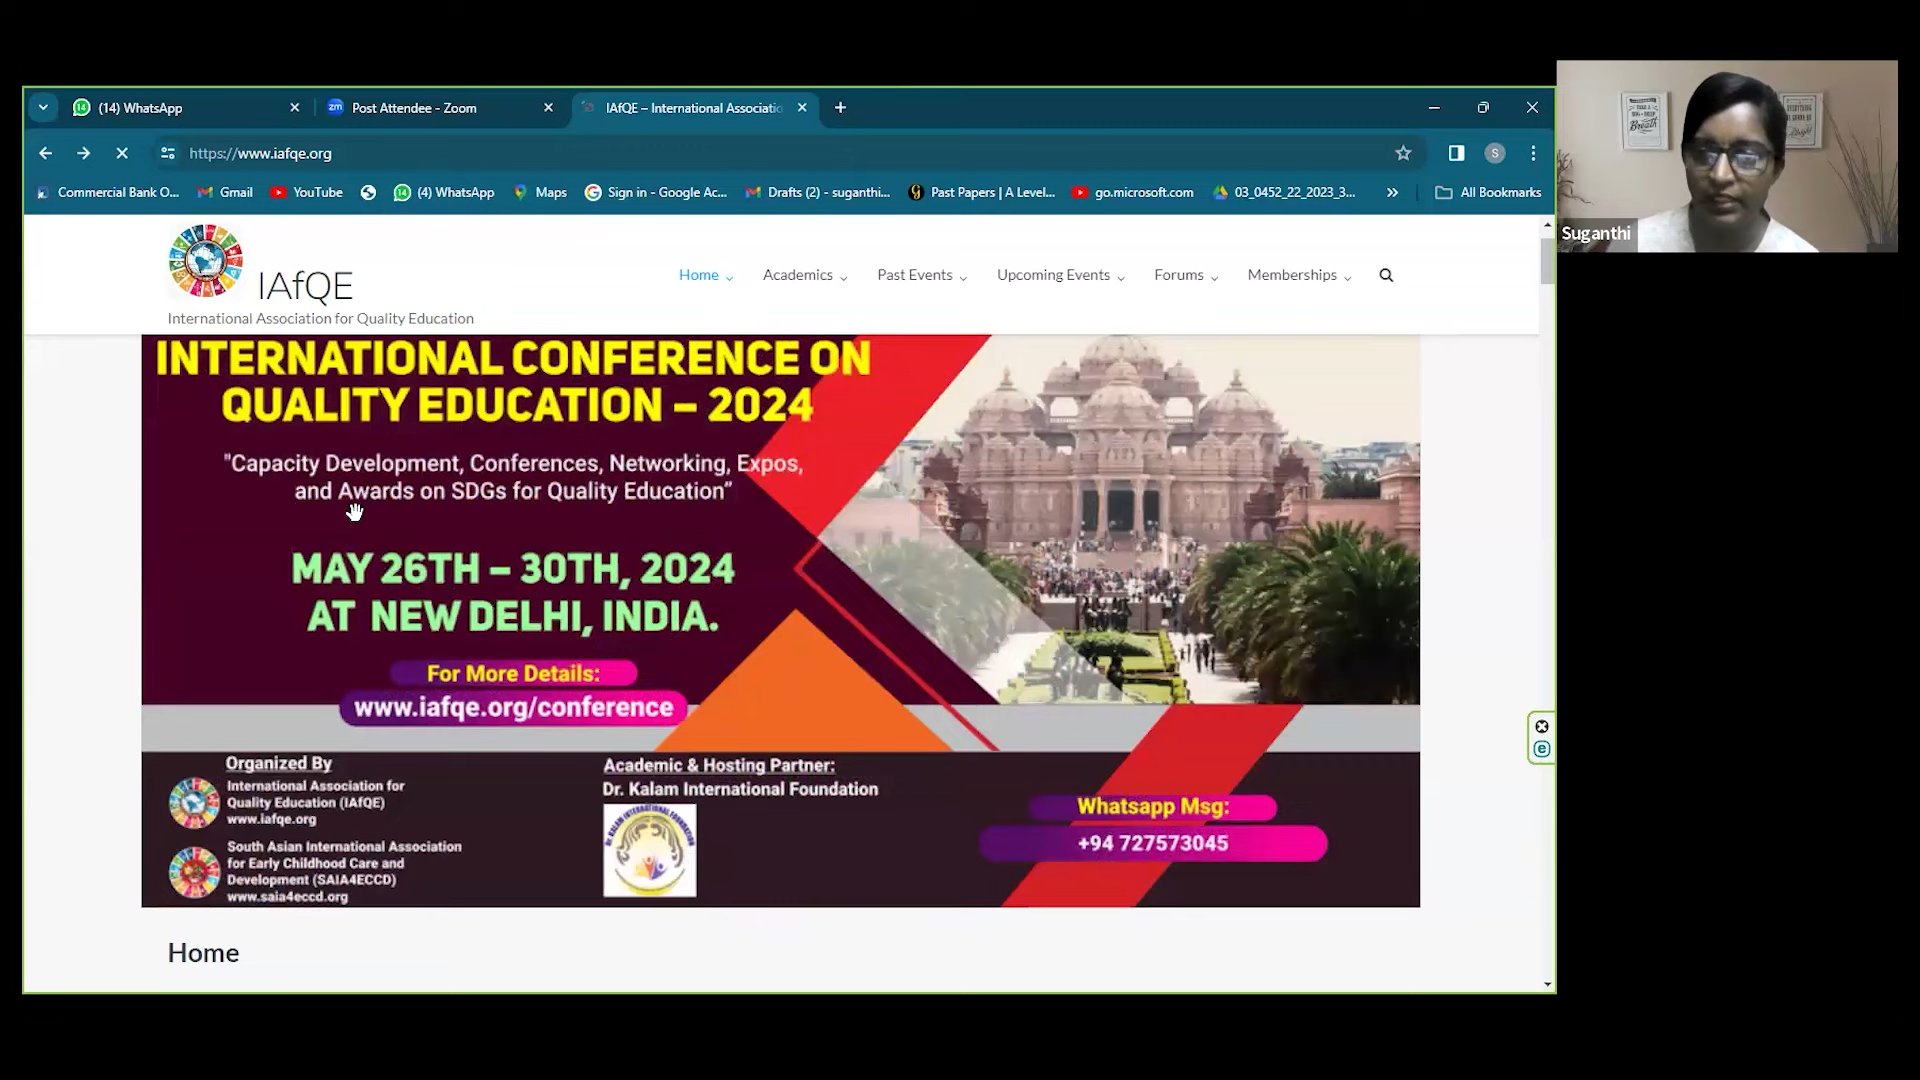 (14) WhatsApp
Post Attendee - Zoom
IAfQE – International Associatio
https://www.iafqe.org
S
Commercial Bank O...
Gmail
YouTube
(4) WhatsApp
Maps
Sign in - Google Ac...
Drafts (2) - suganthi...
Past Papers | A Level...
go.microsoft.com
03_0452_22_2023_3...
All Bookmarks
IAfQE
International Association for Quality Education
Home
Academics
Past Events
Upcoming Events
Forums
Memberships
INTERNATIONAL CONFERENCE ON
QUALITY EDUCATION – 2024
"Capacity Development, Conferences, Networking, Expos,
and Awards on SDGs for Quality Education”
MAY 26TH – 30TH, 2024
AT NEW DELHI, INDIA.
For More Details:
www.iafqe.org/conference
Organized By
International Association for
Quality Education (IAfQE)
www.iafqe.org
South Asian International Association
for Early Childhood Care and
Development (SAIA4ECCD)
www.saia4eccd.org
Academic & Hosting Partner:
Dr. Kalam International Foundation
Whatsapp Msg:
+94 727573045
Home
Breath
Suganthi